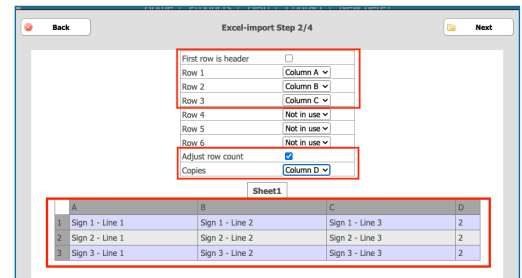 Back Excel-import Step 2/4 Next
First row is header
Row 1 Column A
Row 2 Column B
Row 3 Column C
Row 4 Not in use
Row 5 Not in use
Row 6 Not in use
Adjust row count
Copies Column D
Sheet1
A B C D
1 Sign 1 - Line 1 Sign 1 - Line 2 Sign 1 - Line 3 2
2 Sign 2 - Line 1 Sign 2 - Line 2 Sign 2 - Line 3 2
3 Sign 3 - Line 1 Sign 3 - Line 2 Sign 3 - Line 3 2